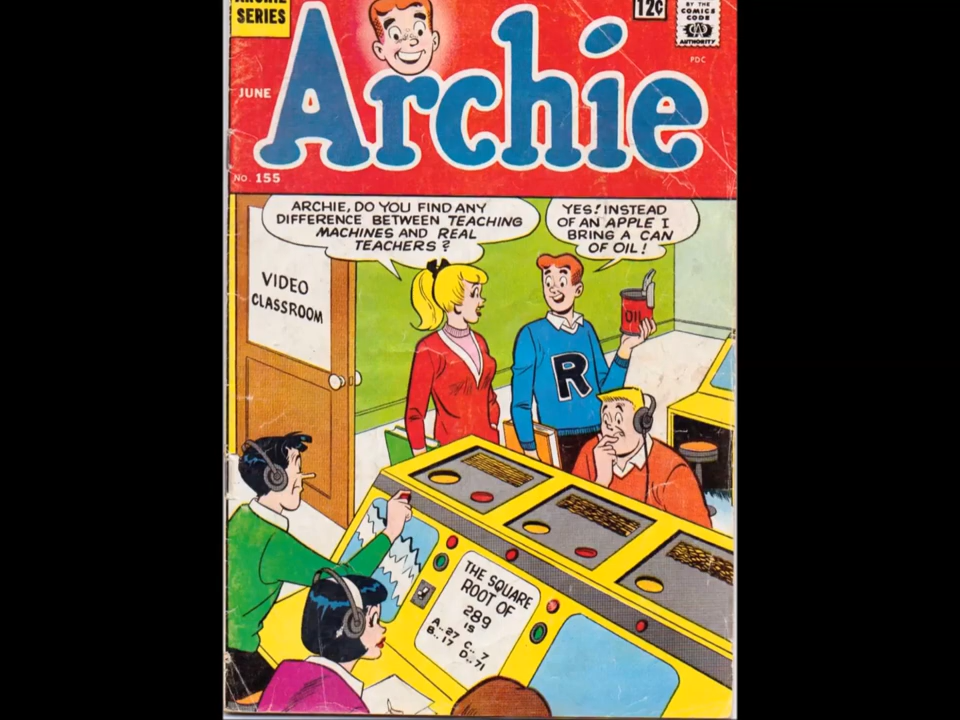 ARCHIE
SERIES
12¢
BY THE
COMICS
CODE
CA
AUTHORITY
PDC
Archie
JUNE
NO. 155
ARCHIE, DO YOU FIND ANY
DIFFERENCE BETWEEN TEACHING
MACHINES AND REAL
TEACHERS?
YES! INSTEAD
OF AN APPLE I
BRING A CAN
OF OIL!
VIDEO
CLASSROOM
OIL
R
THE SQUARE
ROOT OF
289
IS
A..27 C..7
B..17 D..71